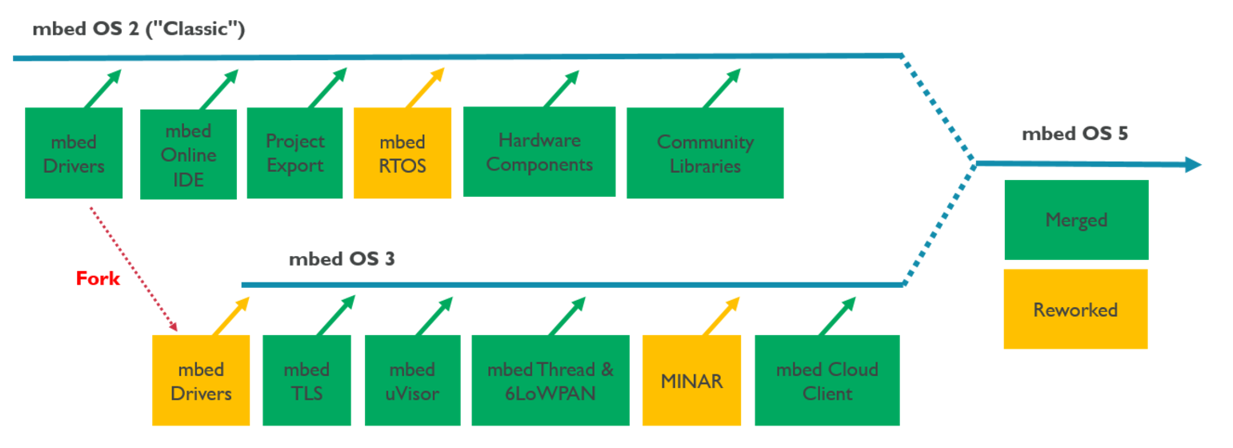 mbed OS 2 ("Classic")
mbed
Drivers
mbed
Online
IDE
Project
Export
mbed
RTOS
Hardware
Components
Community
Libraries
mbed OS 5
Merged
Reworked
Fork
mbed OS 3
mbed
Drivers
mbed
TLS
mbed
uVisor
mbed Thread &
6LoWPAN
MINAR
mbed Cloud
Client